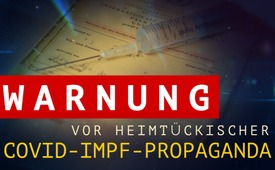 WARNUNG
VOR HEIMTÜCKISCHER
COVID-IMPF-PROPAGANDA